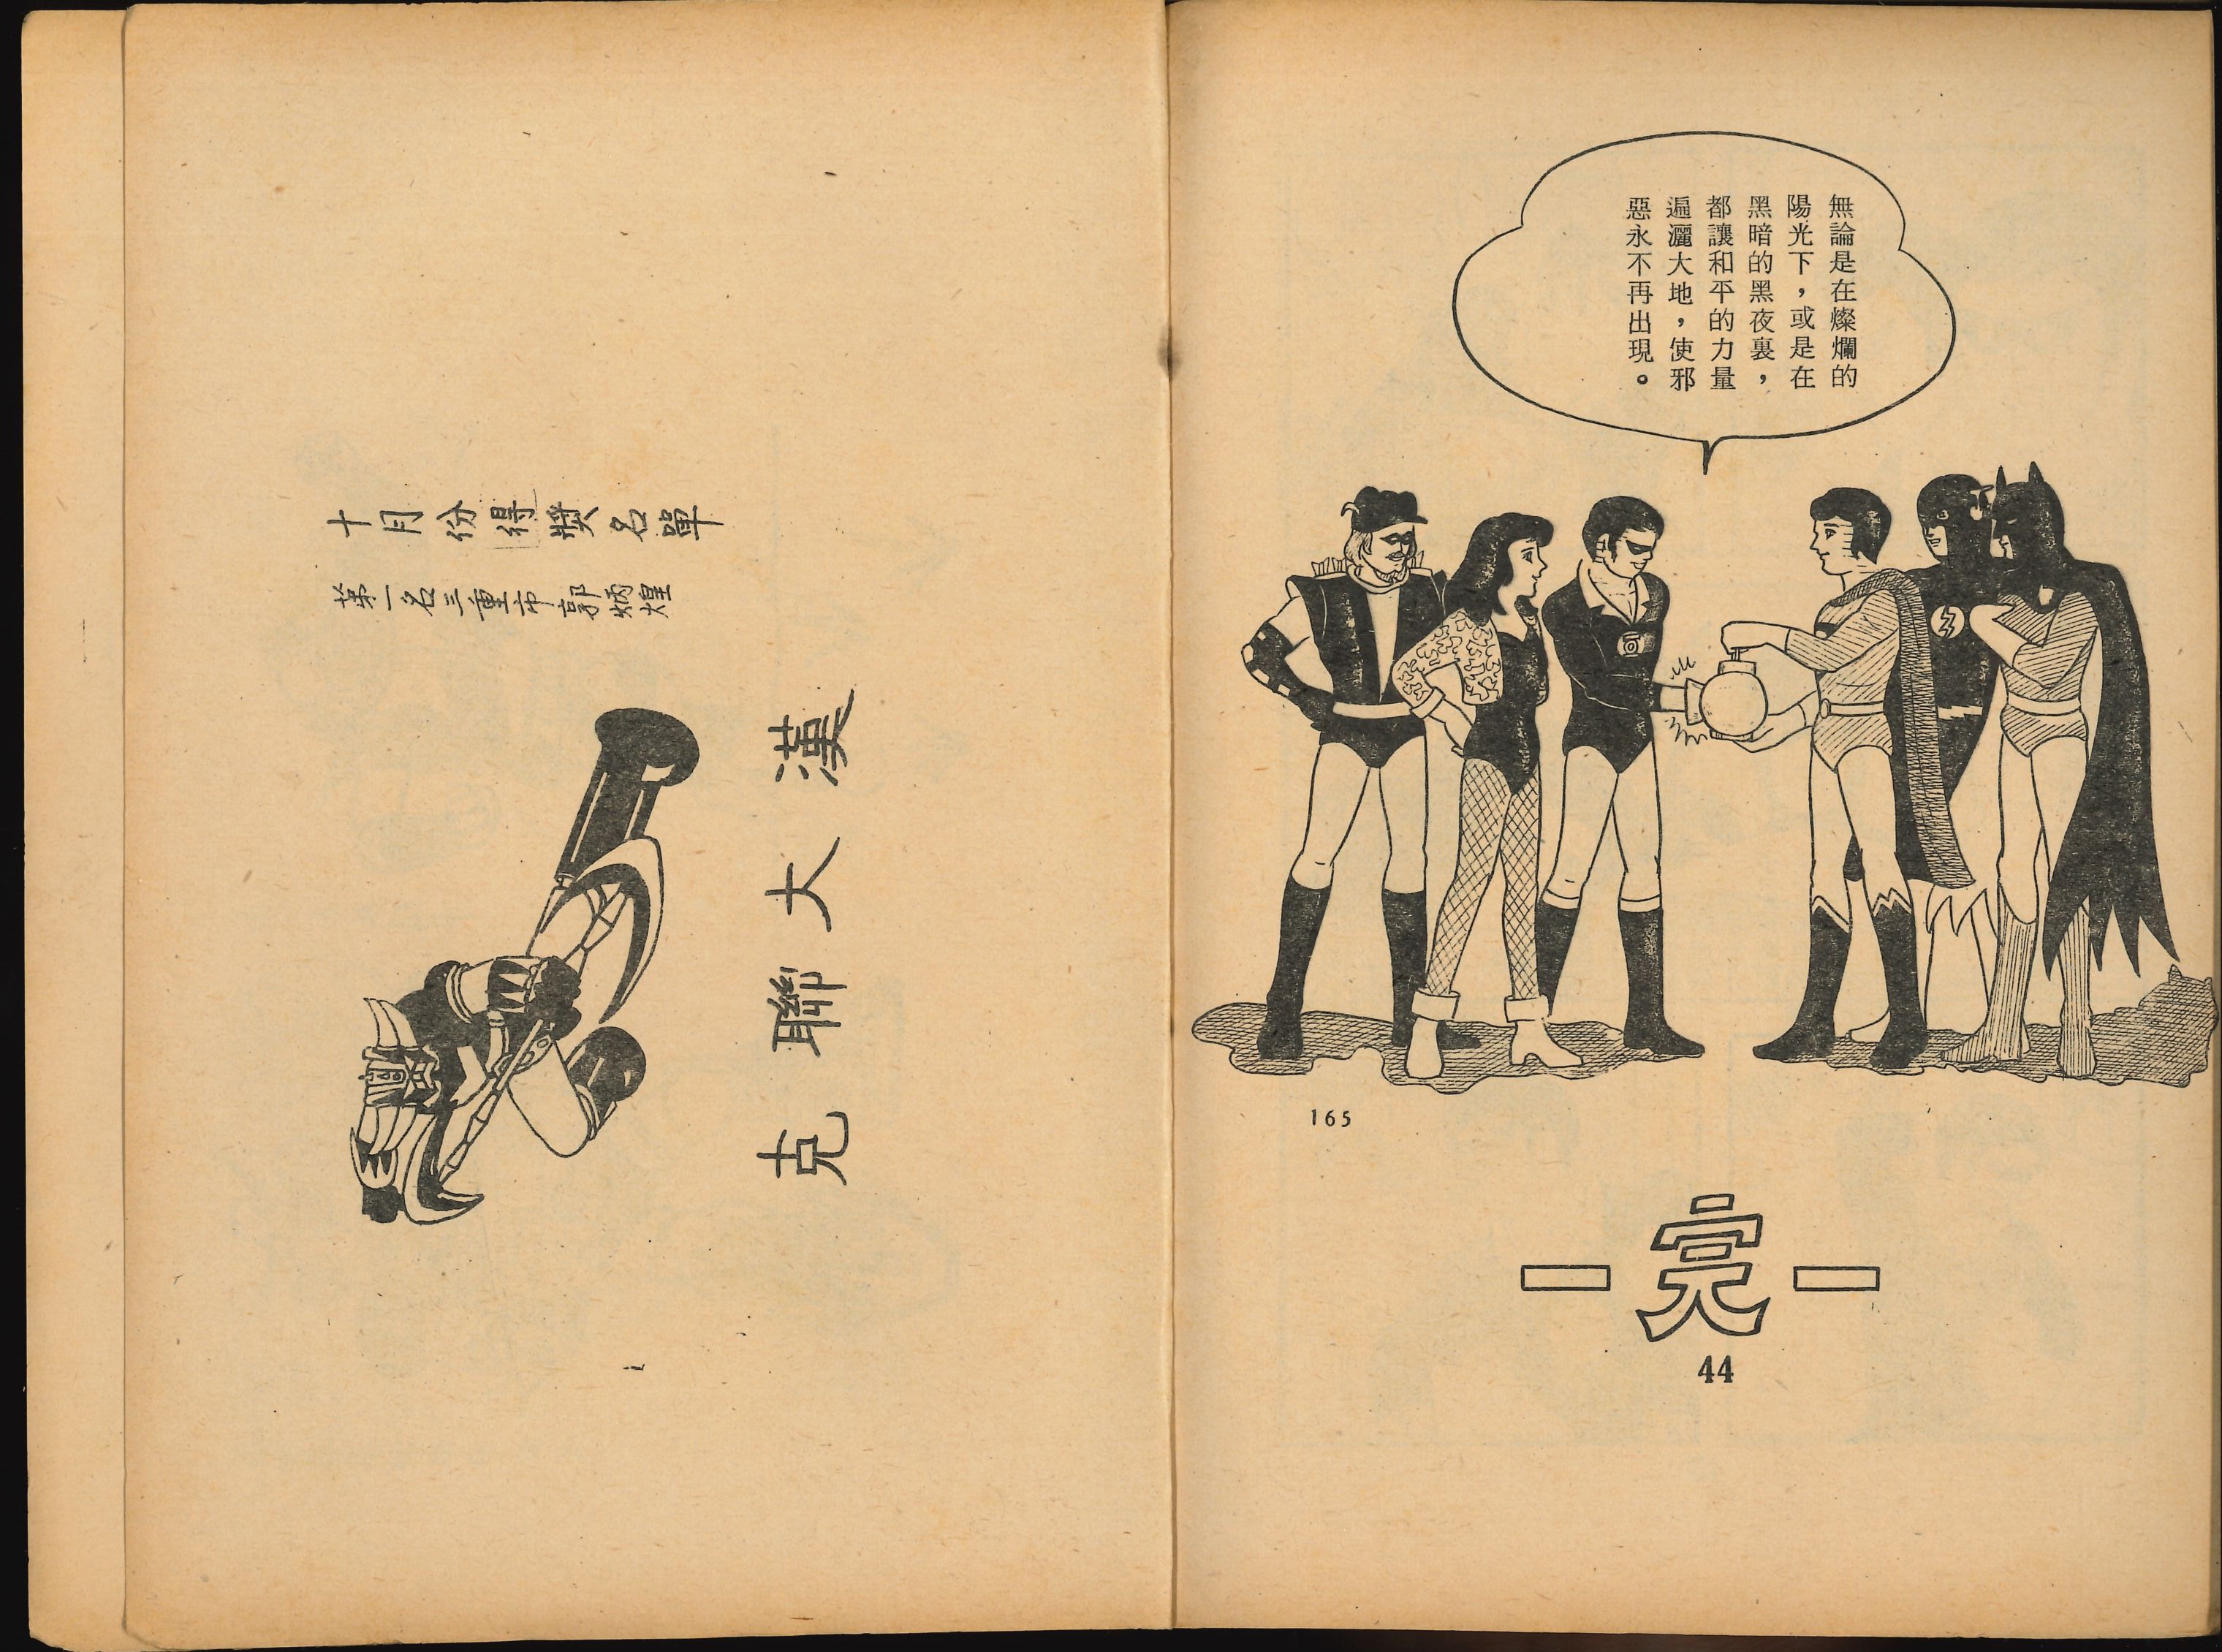 無論是在燦爛的
陽光下，或是在
黑暗的黑夜裏，
都讓和平的力量
遍灑大地，使邪
惡永不再出現。
165
－完－
44
十月份得獎名單
第一名三重市郭炳煌
克聯大漢